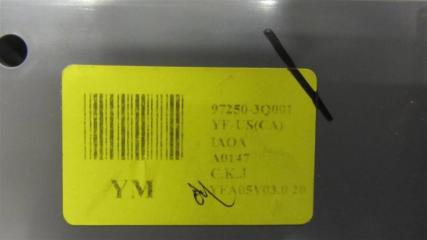 97250-3Q001
YF-US(CA)
IAOA
A0147
C.K.J
YFA05V03.0 20
YM